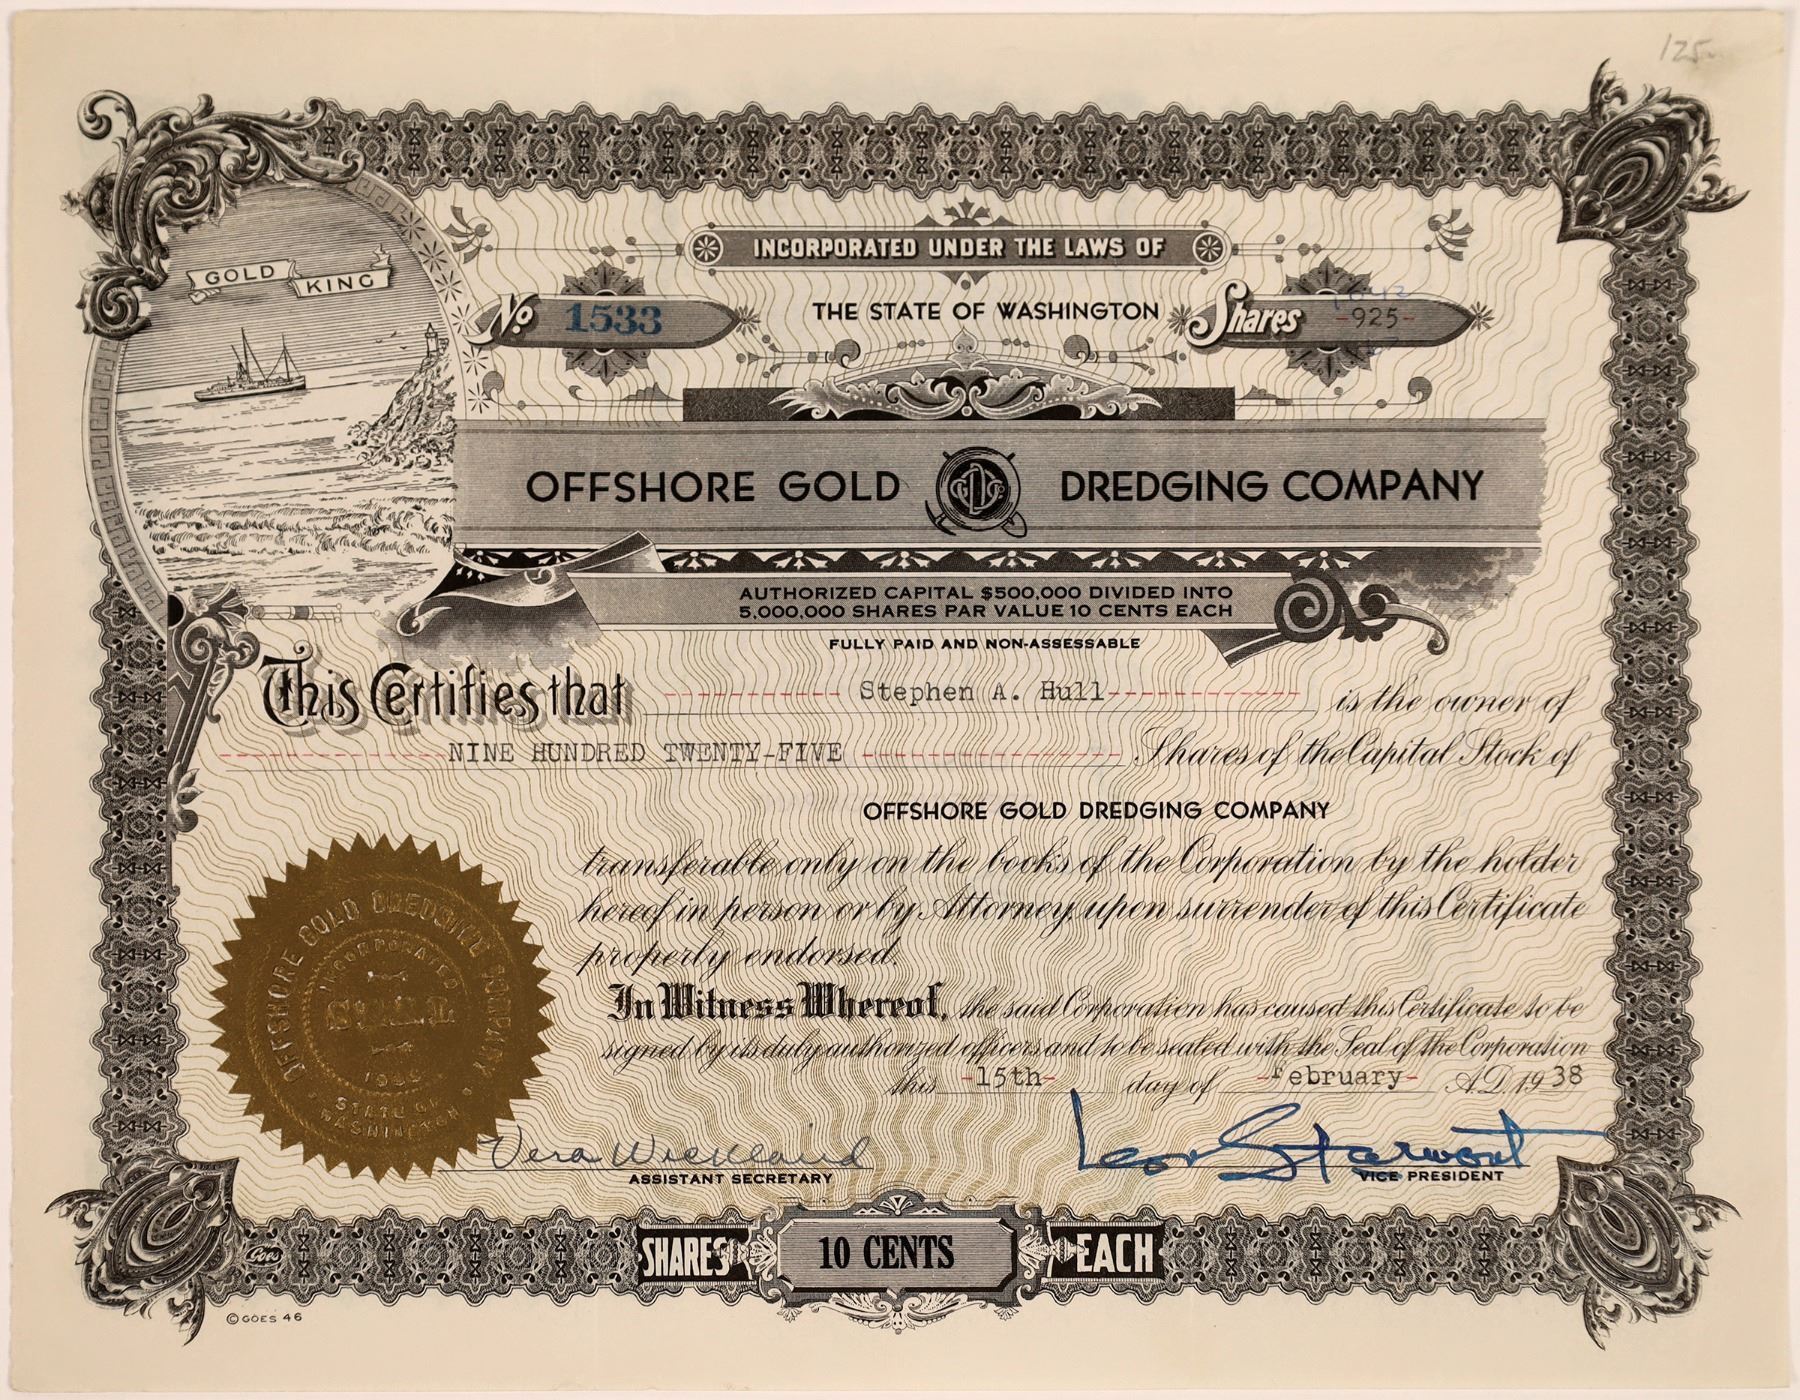 125
INCORPORATED UNDER THE LAWS OF
GOLD KING
No 1533
THE STATE OF WASHINGTON
Shares -925-
OFFSHORE GOLD DREDGING COMPANY
AUTHORIZED CAPITAL $500,000 DIVIDED INTO
5,000,000 SHARES PAR VALUE 10 CENTS EACH
FULLY PAID AND NON-ASSESSABLE
This Certifies that Stephen A. Hull is the owner of
NINE HUNDRED TWENTY-FIVE Shares of the Capital Stock of
OFFSHORE GOLD DREDGING COMPANY
transferable only on the books of the Corporation by the holder
hereof in person or by Attorney, upon surrender of this Certificate
properly endorsed.
In Witness Whereof, the said Corporation has caused this Certificate to be
signed by its duly authorized officers and to be sealed with the Seal of the Corporation
this -15th- day of -February- A.D. 1938
OFFSHORE GOLD DREDGING COMPANY
INCORPORATED
SEAL
STATE OF
WASHINGTON
Vera Wickland
ASSISTANT SECRETARY
Leon Starmont
VICE PRESIDENT
SHARES 10 CENTS EACH
Goes
©GOES 46